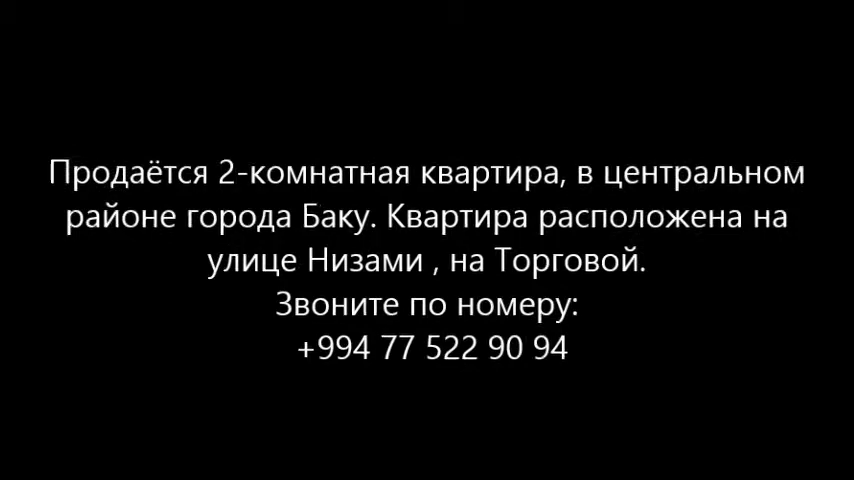 Продаётся 2-комнатная квартира, в центральном
районе города Баку. Квартира расположена на
улице Низами , на Торговой.
Звоните по номеру:
+994 77 522 90 94